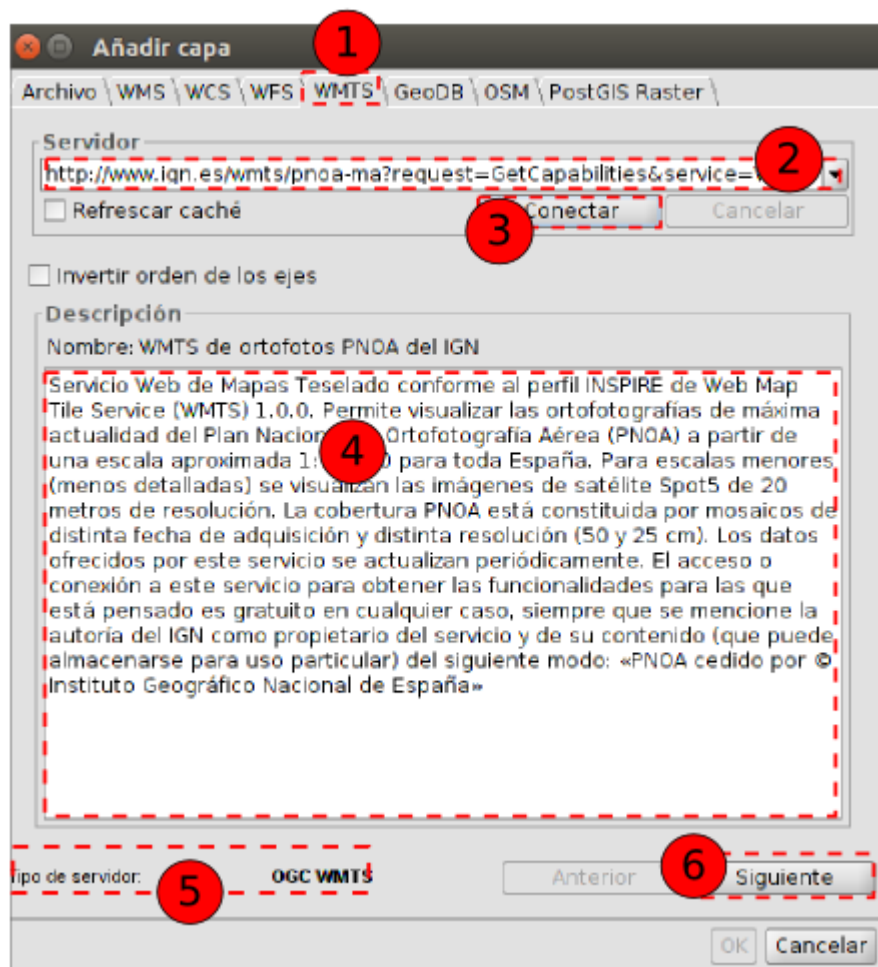 Añadir capa
1
Archivo WMS WCS WFS WMTS GeoDB OSM PostGIS Raster
Servidor
http://www.ign.es/wmts/pnoa-ma?request=GetCapabilities&service=
2
Refrescar caché
3
Conectar Cancelar
Invertir orden de los ejes
Descripción
Nombre: WMTS de ortofotos PNOA del IGN
Servicio Web de Mapas Teselado conforme al perfil INSPIRE de Web Map
Tile Service (WMTS) 1.0.0. Permite visualizar las ortofotografías de máxima
actualidad del Plan Ortofotografía Aérea (PNOA) a partir de
4
una escala aproximada para toda España. Para escalas menores
(menos detalladas) se visualizan las imágenes de satélite Spot5 de 20
metros de resolución. La cobertura PNOA está constituida por mosaicos de
distinta fecha de adquisición y distinta resolución (50 y 25 cm). Los datos
ofrecidos por este servicio se actualizan periódicamente. El acceso o
conexión a este servicio para obtener las funcionalidades para las que
está pensado es gratuito en cualquier caso, siempre que se mencione la
autoría del IGN como propietario del servicio y de su contenido (que puede
almacenarse para uso particular) del siguiente modo: «PNOA cedido por ©
Instituto Geográfico Nacional de España»
Tipo de servidor: OGC WMTS
5
Anterior
6
Siguiente
OK Cancelar